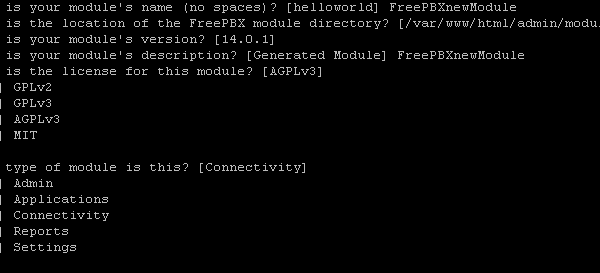 is your module's name (no spaces)? [helloworld] FreePBXnewModule
is the location of the FreePBX module directory? [/var/www/html/admin/modu
is your module's version? [14.0.1]
is your module's description? [Generated Module] FreePBXnewModule
is the license for this module? [AGPLv3]
| GPLv2
| GPLv3
| AGPLv3
| MIT
type of module is this? [Connectivity]
| Admin
| Applications
| Connectivity
| Reports
| Settings